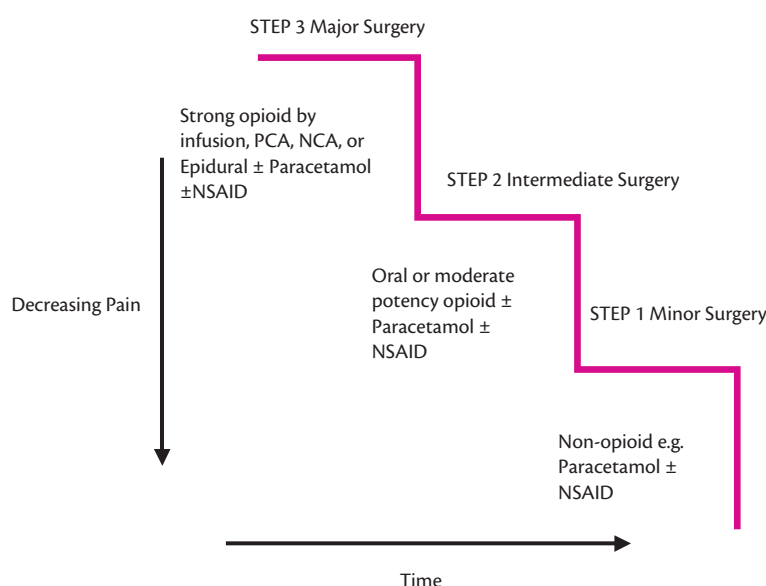 STEP 3 Major Surgery
Strong opioid by
infusion, PCA, NCA, or
Epidural ± Paracetamol
±NSAID
STEP 2 Intermediate Surgery
Oral or moderate
potency opioid ±
Paracetamol ±
NSAID
Decreasing Pain
STEP 1 Minor Surgery
Non-opioid e.g.
Paracetamol ±
NSAID
Time